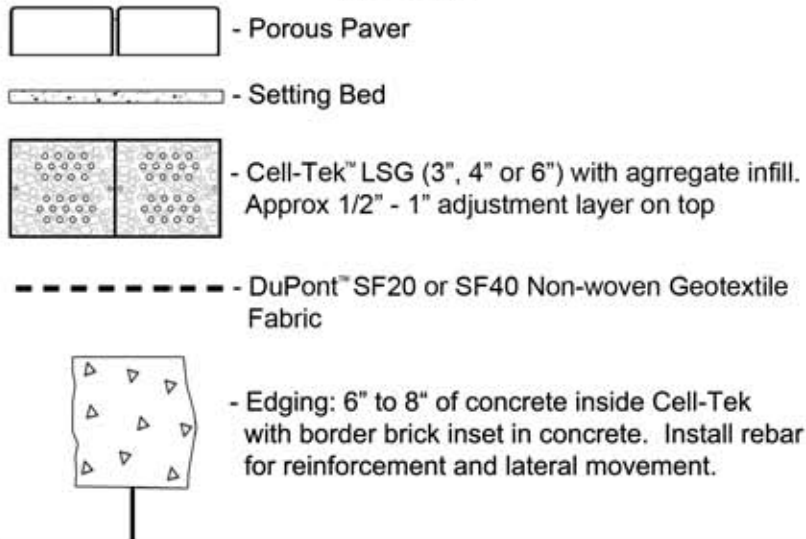 - Porous Paver
- Setting Bed
- Cell-Tek™ LSG (3”, 4” or 6”) with agrregate infill.
Approx 1/2” - 1” adjustment layer on top
- DuPont™ SF20 or SF40 Non-woven Geotextile
Fabric
- Edging: 6” to 8“ of concrete inside Cell-Tek
with border brick inset in concrete. Install rebar
for reinforcement and lateral movement.